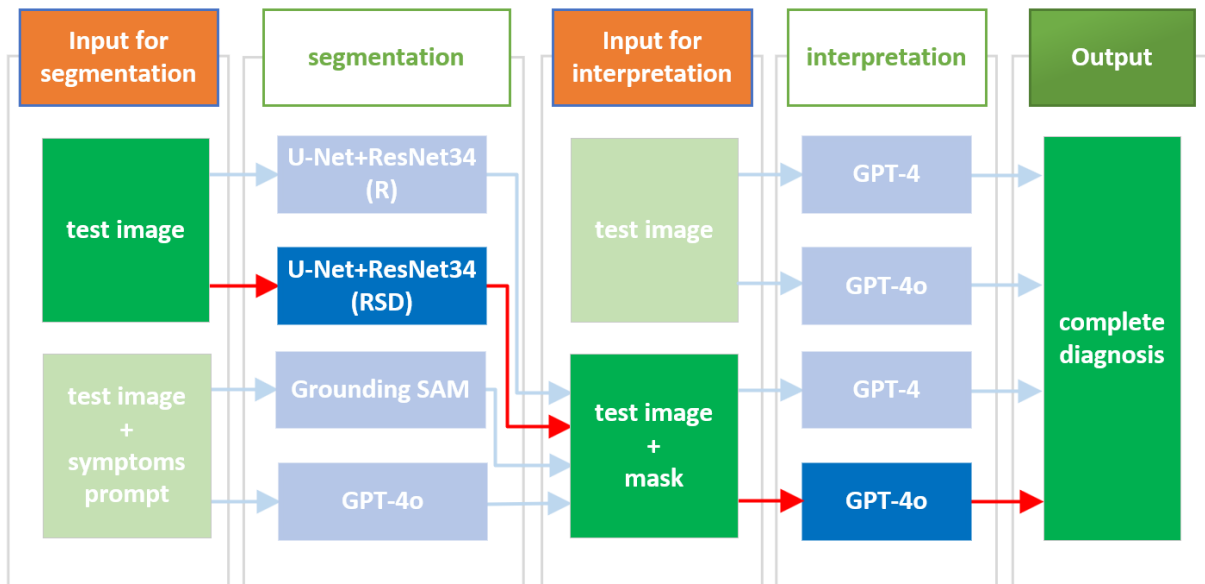 Input for
segmentation
segmentation
Input for
interpretation
interpretation
Output
test image
U-Net+ResNet34
(R)
U-Net+ResNet34
(RSD)
test image
+
symptoms
prompt
Grounding SAM
GPT-4o
test image
test image
+
mask
GPT-4
GPT-4o
GPT-4
GPT-4o
complete
diagnosis